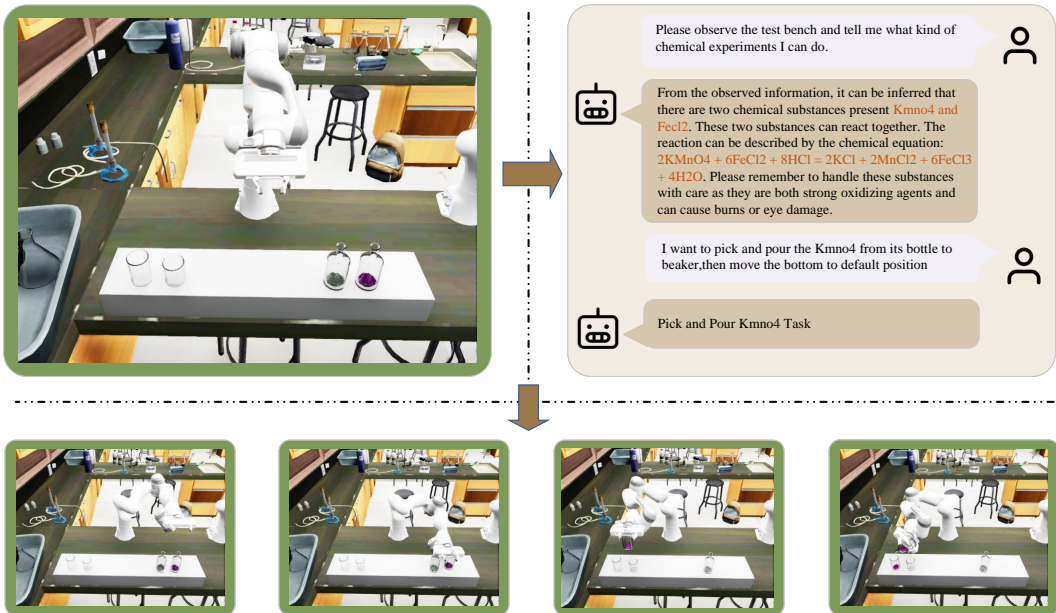 Please observe the test bench and tell me what kind of
chemical experiments I can do.
From the observed information, it can be inferred that
there are two chemical substances present Kmno4 and
Fecl2. These two substances can react together. The
reaction can be described by the chemical equation:
2KMnO4 + 6FeCl2 + 8HCl = 2KCl + 2MnCl2 + 6FeCl3
+ 4H2O. Please remember to handle these substances
with care as they are both strong oxidizing agents and
can cause burns or eye damage.
I want to pick and pour the Kmno4 from its bottle to
beaker,then move the bottom to default position
Pick and Pour Kmno4 Task